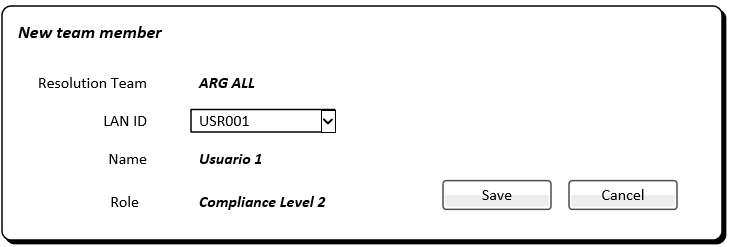 New team member
Resolution Team ARG ALL
LAN ID USR001
Name Usuario 1
Role Compliance Level 2
Save Cancel